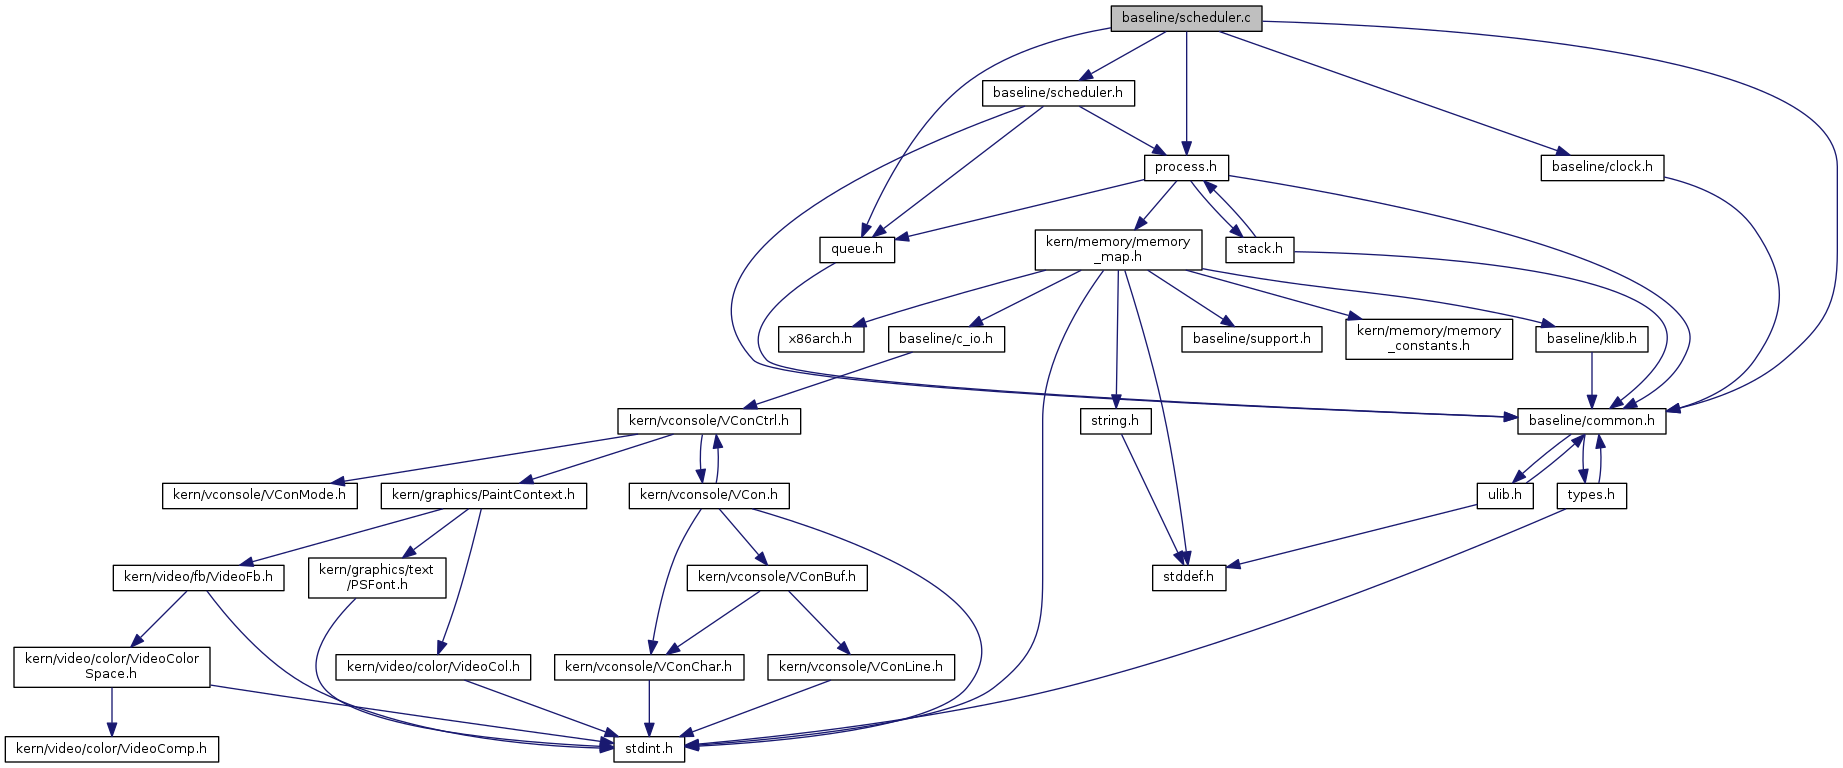 baseline/scheduler.c
baseline/scheduler.h
process.h
baseline/clock.h
queue.h
kern/memory/memory
_map.h
stack.h
x86arch.h
baseline/c_io.h
baseline/support.h
kern/memory/memory
_constants.h
baseline/klib.h
kern/vconsole/VConCtrl.h
string.h
baseline/common.h
kern/vconsole/VConMode.h
kern/graphics/PaintContext.h
kern/vconsole/VCon.h
ulib.h
types.h
kern/video/fb/VideoFb.h
kern/graphics/text
/PSFont.h
kern/vconsole/VConBuf.h
stddef.h
kern/video/color/VideoColor
Space.h
kern/video/color/VideoCol.h
kern/vconsole/VConChar.h
kern/vconsole/VConLine.h
kern/video/color/VideoComp.h
stdint.h